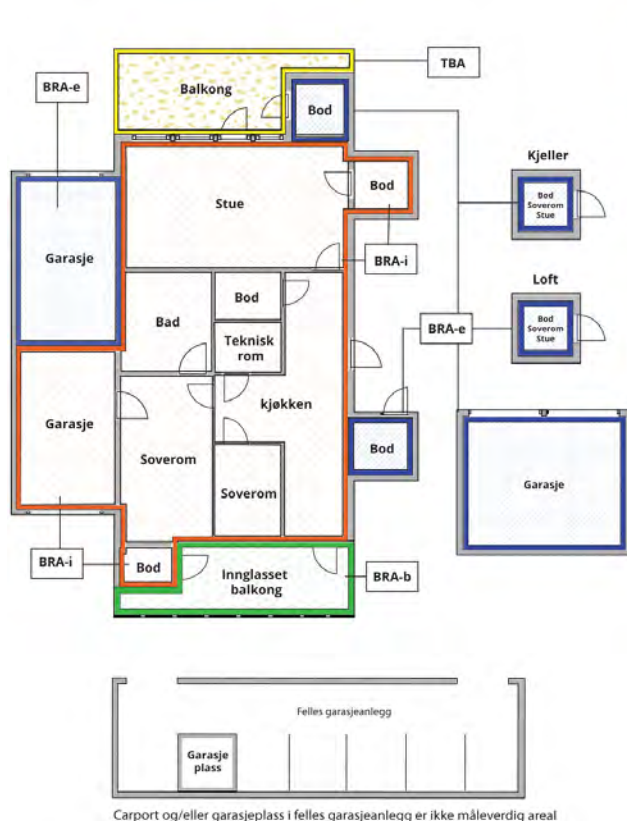 TBA
BRA-e
Balkong
Bod
Kjeller
Bod
Soverom
Stue
Stue
Bod
BRA-i
Garasje
Loft
Bod
Soverom
Stue
Bad
Bod
Teknisk
rom
BRA-e
kjøkken
Garasje
Soverom
Soverom
Bod
Garasje
BRA-i
Bod
Innglasset
balkong
BRA-b
Felles garasjeanlegg
Garasje
plass
Carport og/eller garasjeplass i felles garasjeanlegg er ikke måleverdig areal